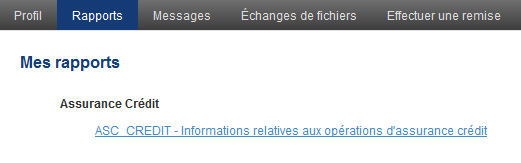 Profil Rapports Messages Échanges de fichiers Effectuer une remise
Mes rapports
Assurance Crédit
ASC_CREDIT - Informations relatives aux opérations d'assurance crédit